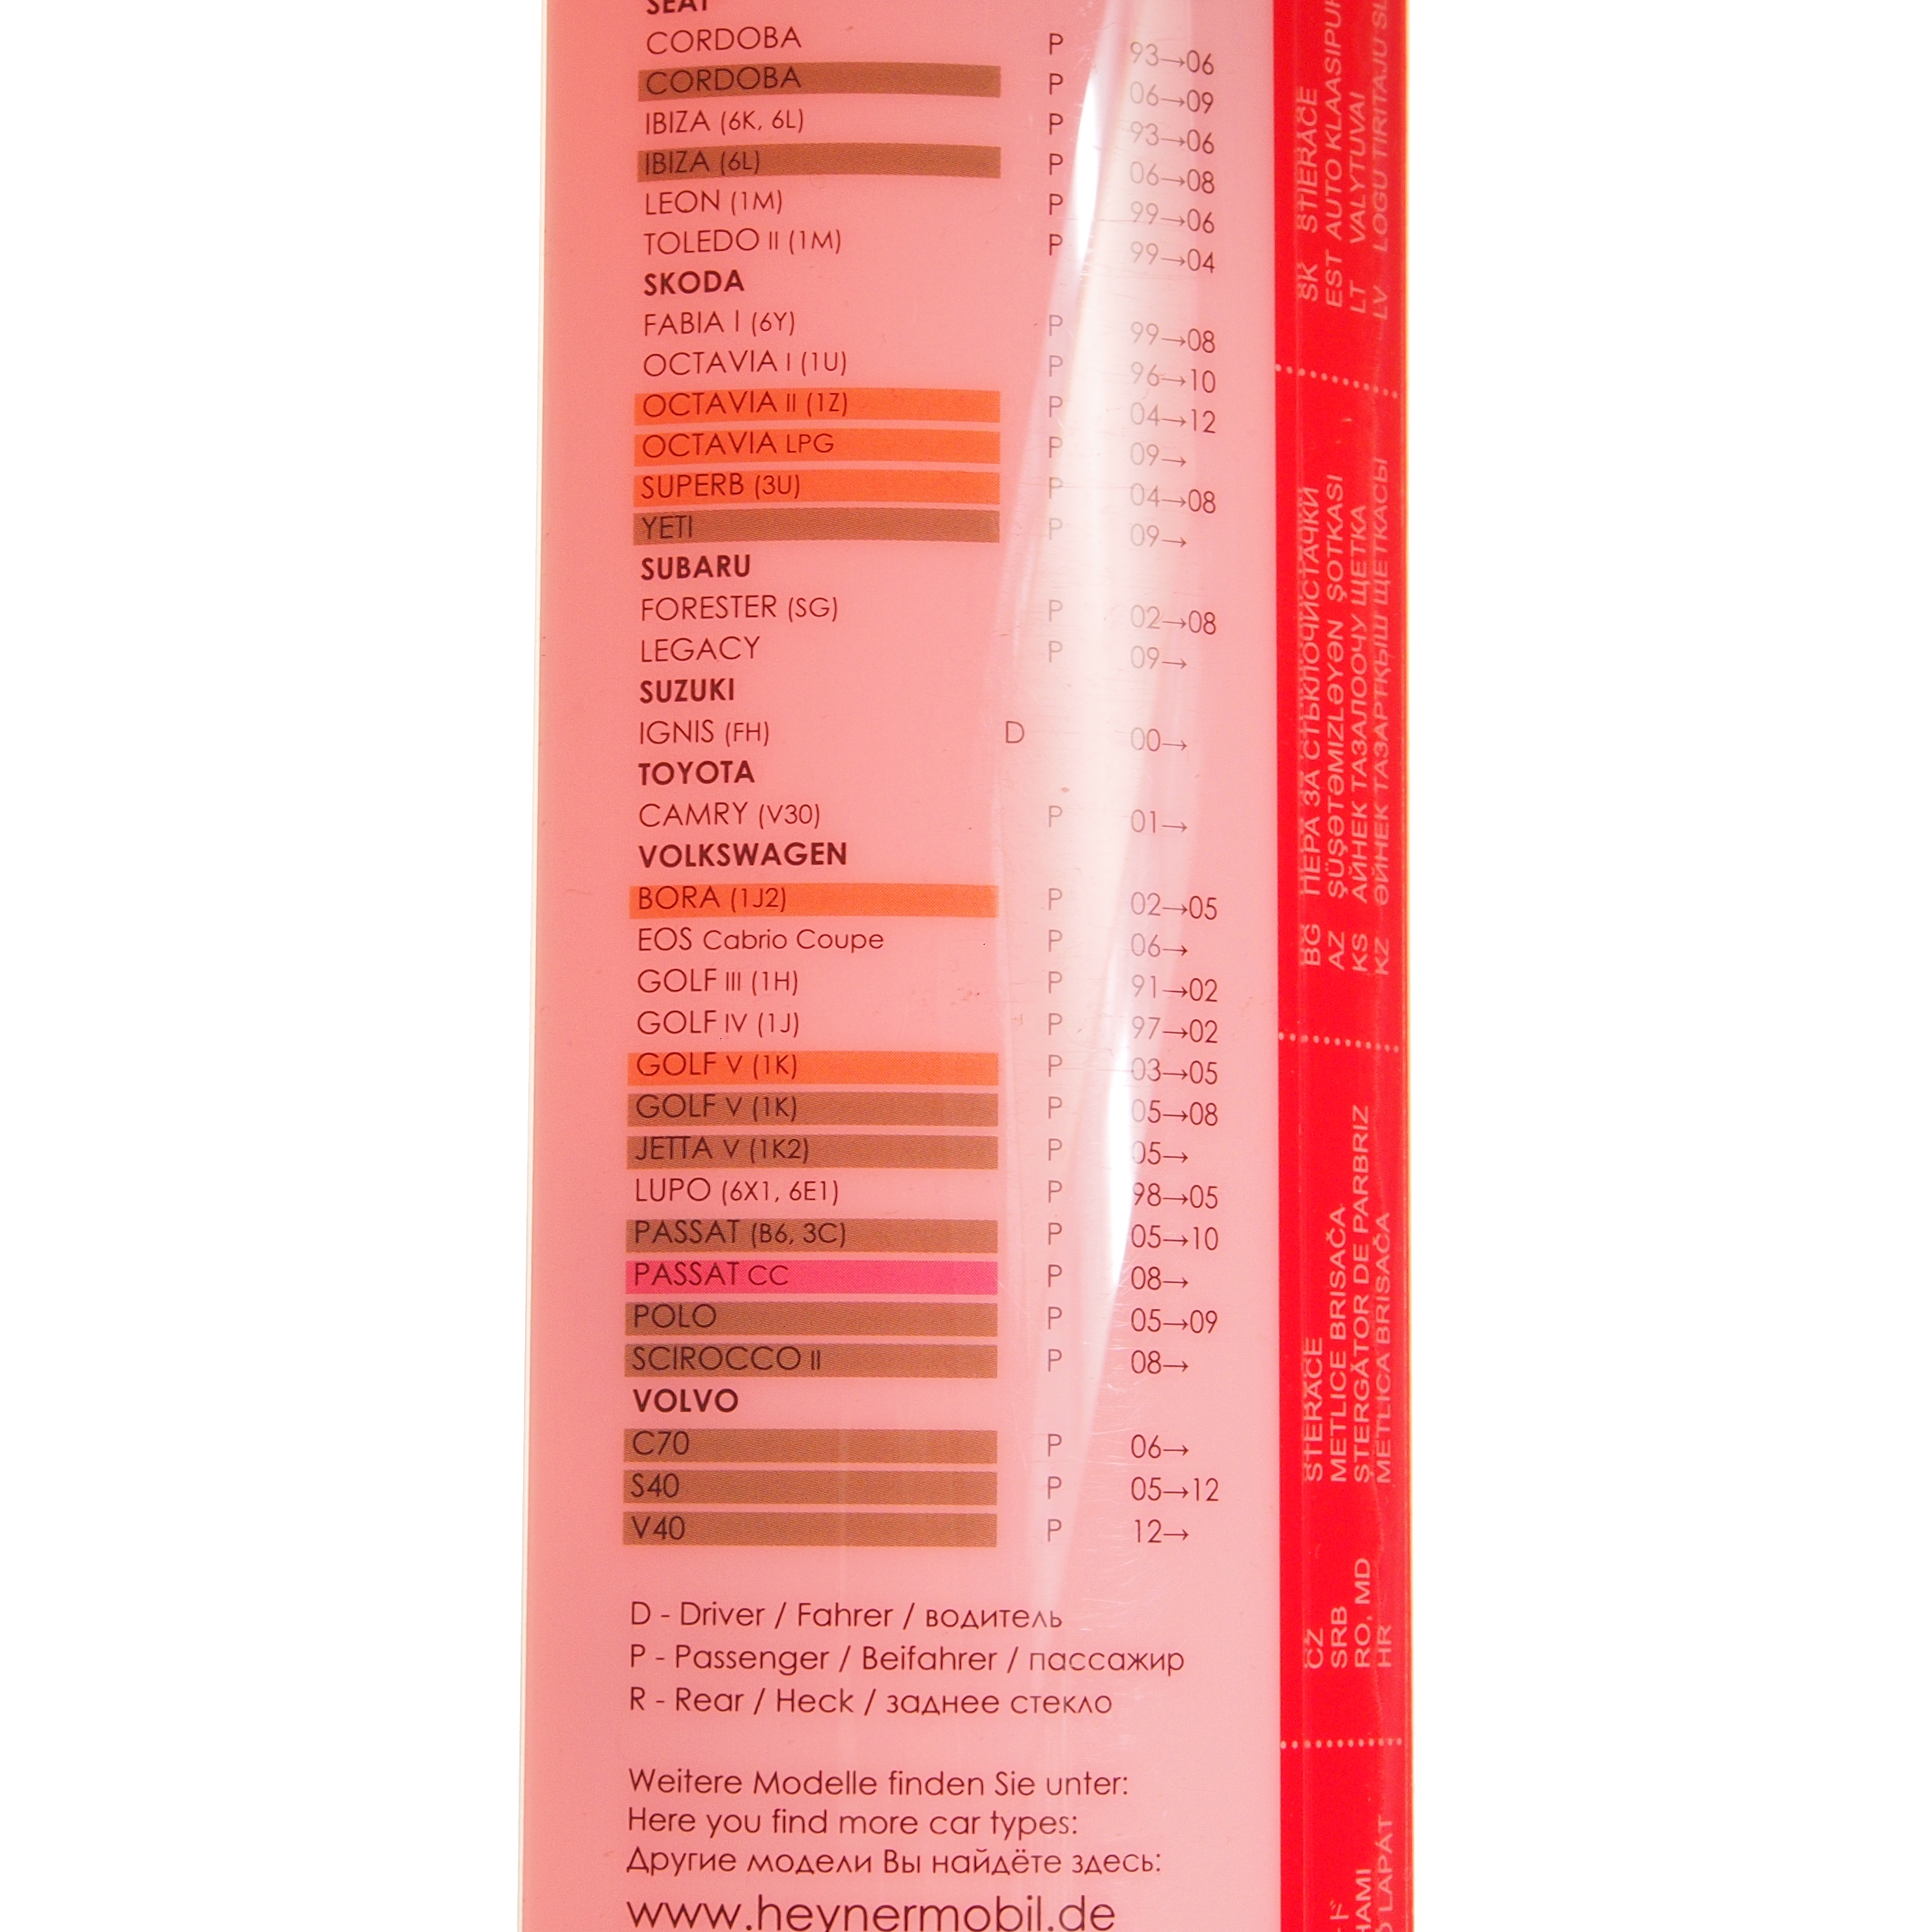 SEAT
CORDOBA P 93→06
CORDOBA P 06→09
IBIZA (6K, 6L) P 93→06
IBIZA (6L) P 06→08
LEON (1M) P 99→06
TOLEDO II (1M) P 99→04
SKODA
FABIA I (6Y) P 99→08
OCTAVIA I (1U) P 96→10
OCTAVIA II (1Z) P 04→12
OCTAVIA LPG P 09→
SUPERB (3U) P 04→08
YETI P 09→
SUBARU
FORESTER (SG) P 02→08
LEGACY P 09→
SUZUKI
IGNIS (FH) D 00→
TOYOTA
CAMRY (V30) P 01→
VOLKSWAGEN
BORA (1J2) P 02→05
EOS Cabrio Coupe P 06→
GOLF III (1H) P 91→02
GOLF IV (1J) P 97→02
GOLF V (1K) P 03→05
GOLF V (1K) P 05→08
JETTA V (1K2) P 05→
LUPO (6X1, 6E1) P 98→05
PASSAT (B6, 3C) P 05→10
PASSAT CC P 08→
POLO P 05→09
SCIROCCO II P 08→
VOLVO
C70 P 06→
S40 P 05→12
V40 P 12→
D - Driver / Fahrer / водитель
P - Passenger / Beifahrer / пассажир
R - Rear / Heck / заднее стекло
Weitere Modelle finden Sie unter:
Here you find more car types:
Другие модели Вы найдёте здесь:
www.heynermobil.de
SK STIERAČE
EST AUTO KLAASIPUH
LT VALYTUVAI
LV LOGU TIRITAJU SL
BG ПЕРА ЗА СТЬКЛОЧИСТАЧКИ
AZ ŞÜŞƏTƏMIZLƏYƏN ŞOTKASI
KS АЙНЕК ТАЗАЛООЧУ ЩЕТКА
KZ ӘЙНЕК ТАЗАРТҚЫШ ЩЕТКАСЫ
CZ STĚRAČE
SRB METLICE BRISAČA
RO, MD ŞTERGĂTOR DE PARBRIZ
HR METLICA BRISAČA
HAMI
LAPÁT